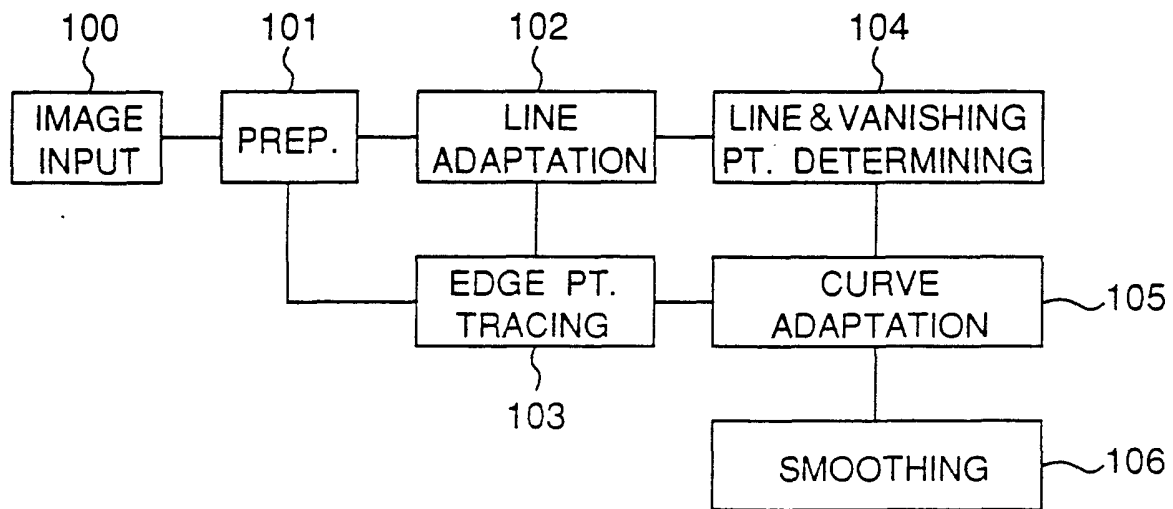 100
101
102
104
IMAGE
INPUT
PREP.
LINE
ADAPTATION
LINE & VANISHING
PT. DETERMINING
EDGE PT.
TRACING
103
CURVE
ADAPTATION
105
SMOOTHING
106